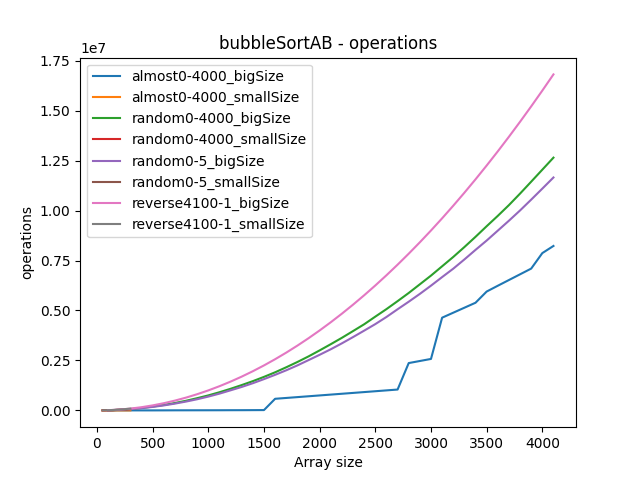 bubbleSortAB - operations
1e7
1.75
1.50
1.25
1.00
0.75
0.50
0.25
0.00
operations
almost0-4000_bigSize
almost0-4000_smallSize
random0-4000_bigSize
random0-4000_smallSize
random0-5_bigSize
random0-5_smallSize
reverse4100-1_bigSize
reverse4100-1_smallSize
0 500 1000 1500 2000 2500 3000 3500 4000
Array size